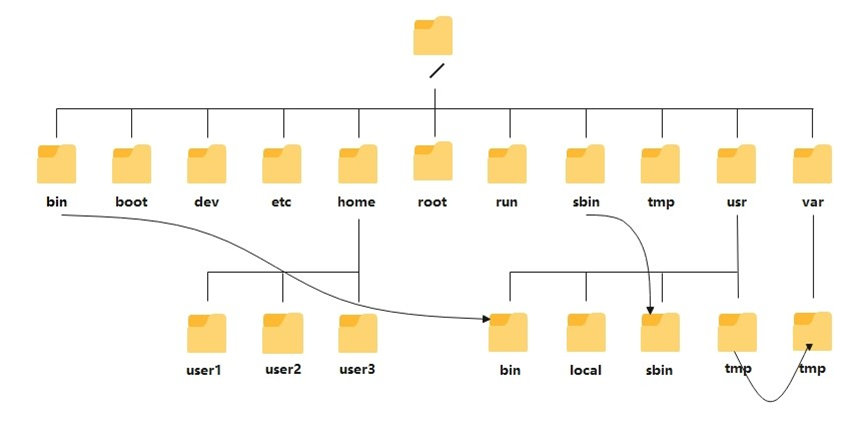 /
bin boot dev etc home root run sbin tmp usr var
user1 user2 user3 bin local sbin tmp tmp